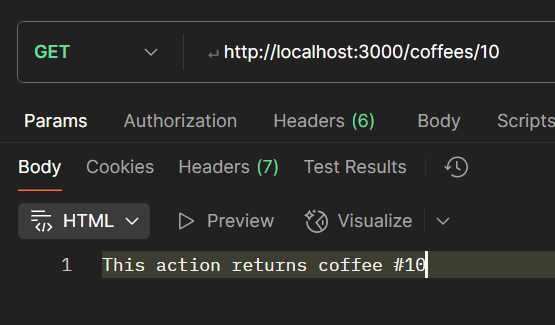 GET http://localhost:3000/coffees/10
Params Authorization Headers (6) Body Scripts
Body Cookies Headers (7) Test Results
HTML Preview Visualize
1 This action returns coffee #10